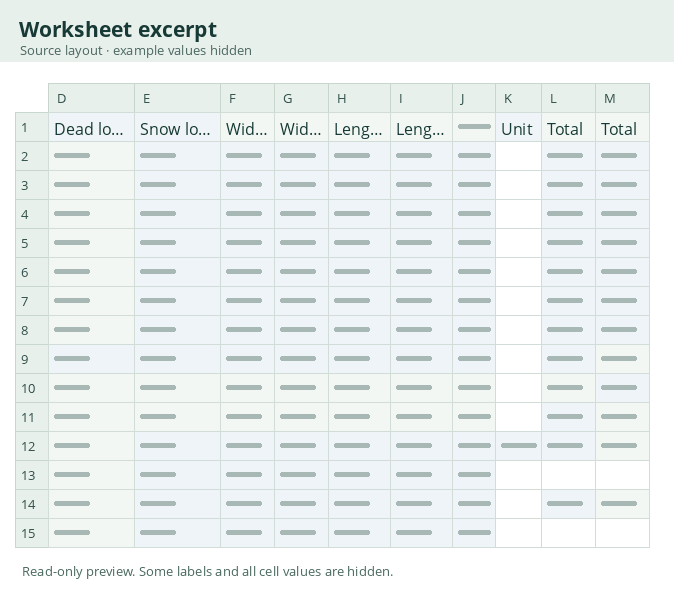 Worksheet excerpt
Source layout · example values hidden
D E F G H I J K L M
1 Dead lo... Snow lo... Wid... Wid... Leng... Leng... Unit Total Total
2
3
4
5
6
7
8
9
10
11
12
13
14
15
Read-only preview. Some labels and all cell values are hidden.